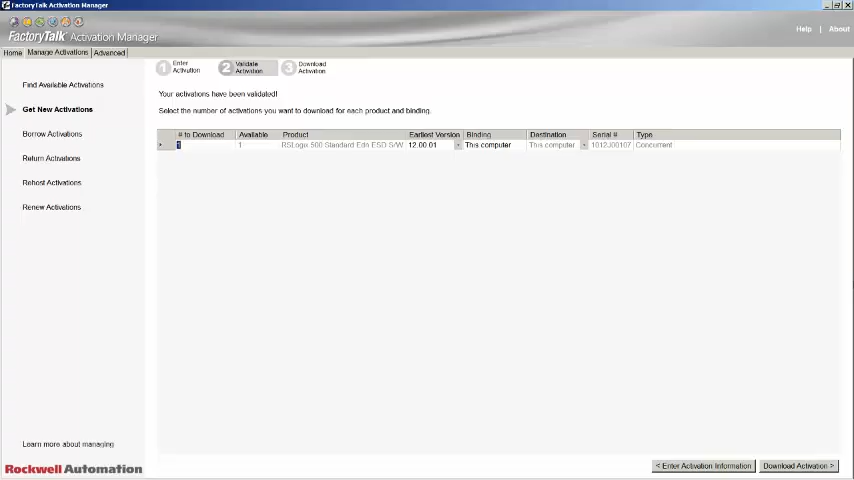 FactoryTalk Activation Manager
FactoryTalk Activation Manager
Help | About
Home Manage Activations Advanced
1 Enter Activation
2 Validate Activation
3 Download Activation
Find Available Activations
Get New Activations
Borrow Activations
Return Activations
Rehost Activations
Renew Activations
Your activations have been validated!
Select the number of activations you want to download for each product and binding.
# to Download Available Product Earliest Version Binding Destination Serial # Type
1 1 RSLogix 500 Standard Edn ESD S/W 12.00.01 This computer This computer 1012J00107 Concurrent
Learn more about managing
Rockwell Automation
< Enter Activation Information Download Activation >